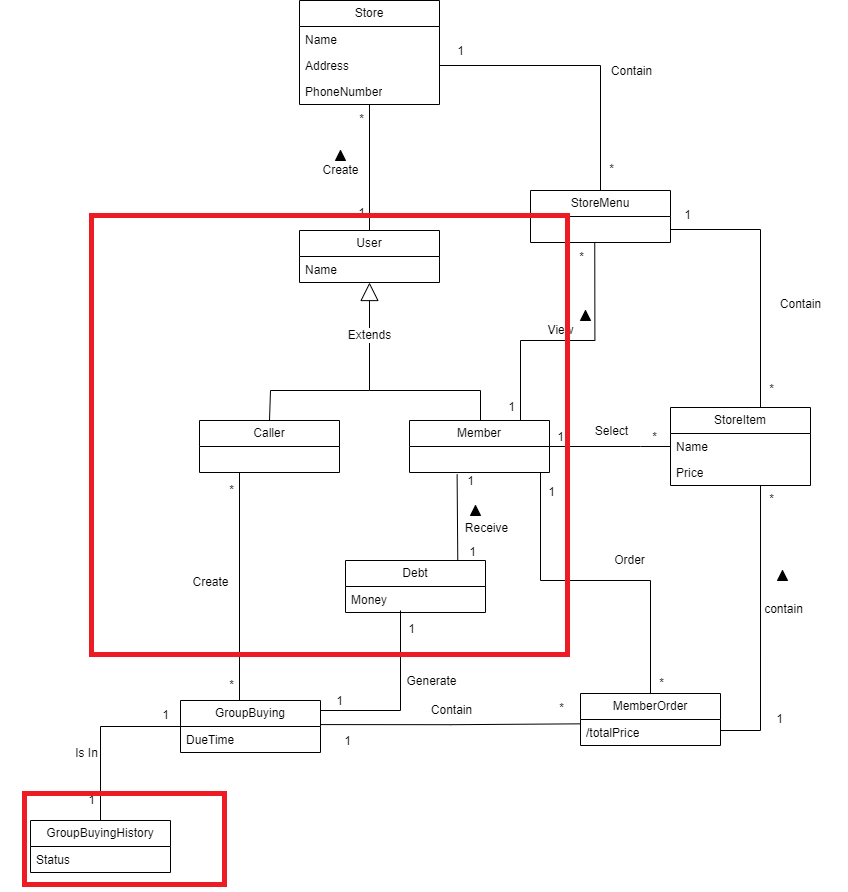 Store
Name
Address
PhoneNumber
1
Contain
*
*
Create
1
StoreMenu
1
*
User
Name
View
Contain
Extends
1
*
Caller
Member
1
Select
*
StoreItem
Name
Price
*
1
1
*
Receive
1
Order
Debt
Money
Create
contain
1
Generate
*
1
*
1
Contain
*
1
GroupBuying
DueTime
1
MemberOrder
/totalPrice
1
Is In
1
GroupBuyingHistory
Status